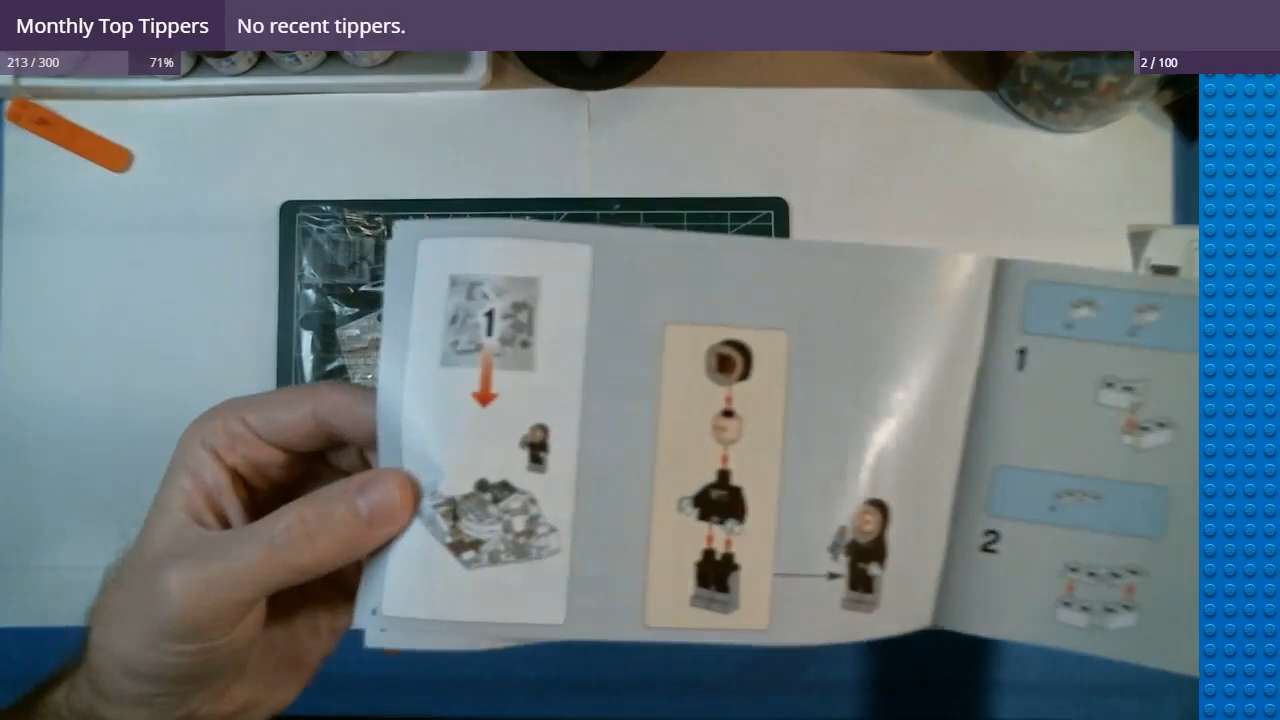 Monthly Top Tippers No recent tippers.
213 / 300 71% 2 / 100
1
1
2